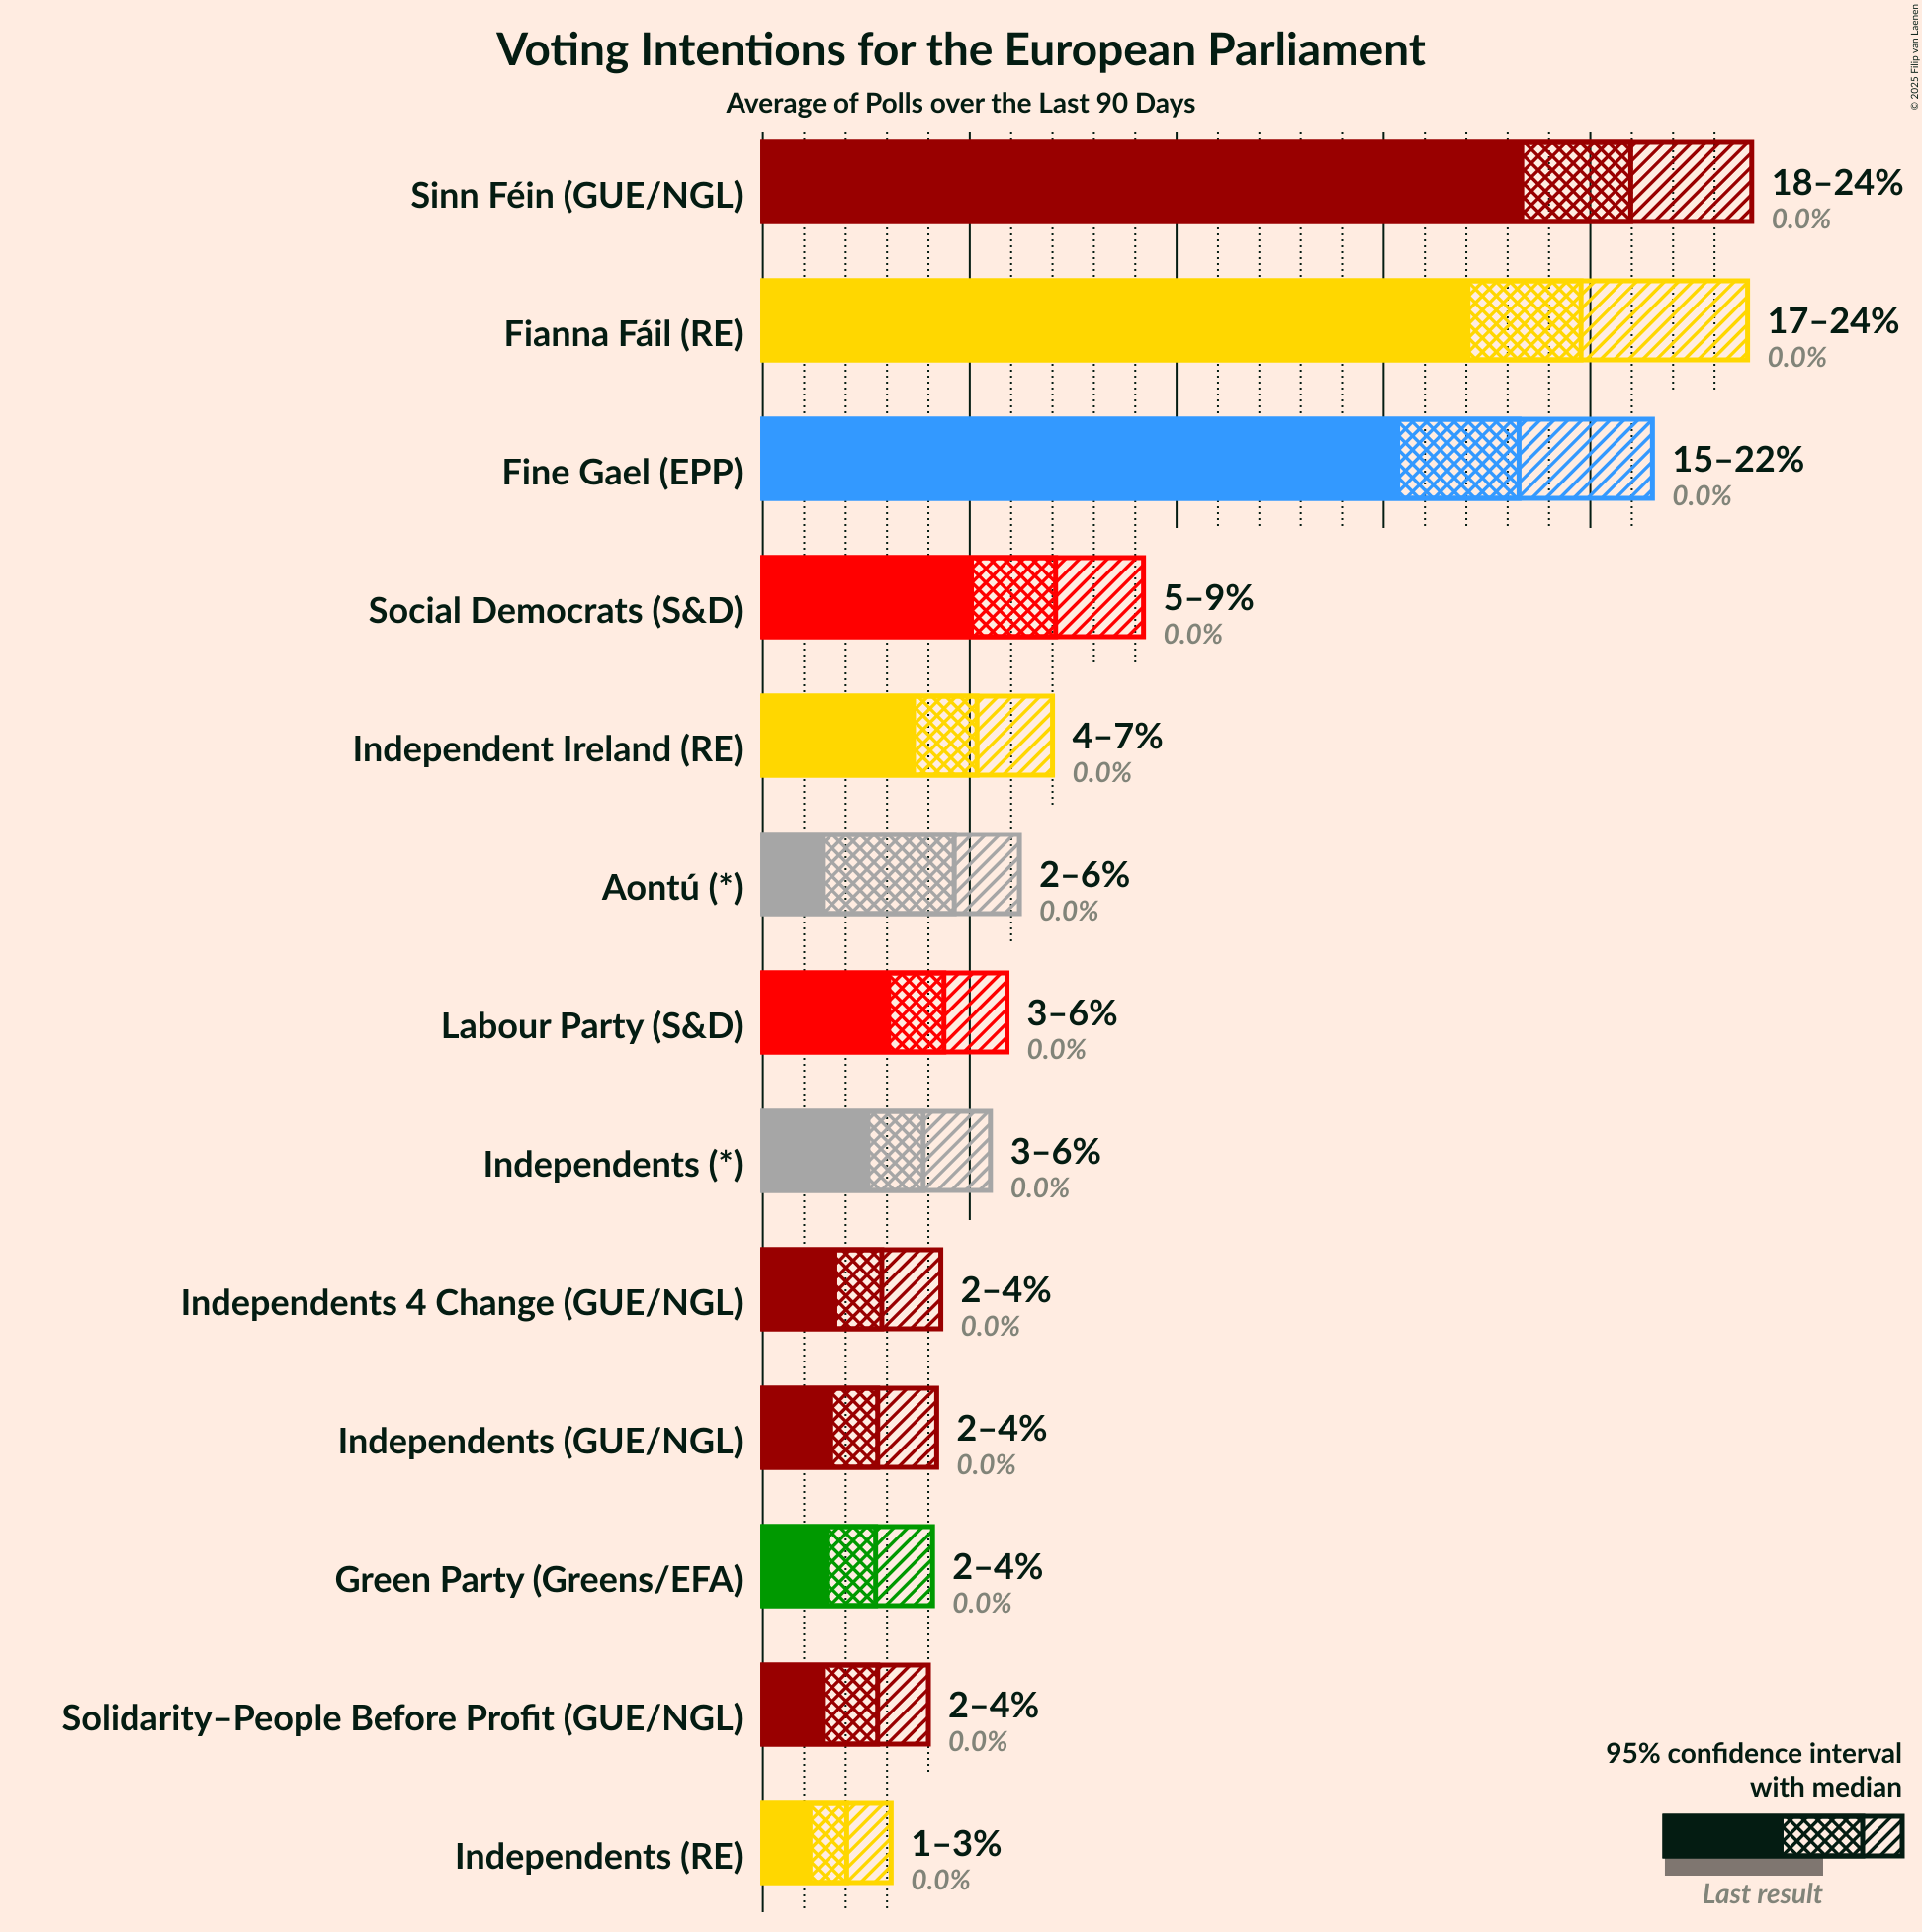 Voting Intentions for the European Parliament
Average of Polls over the Last 90 Days
© 2025 Filip van Laenen
Sinn Féin (GUE/NGL)
18–24%
0.0%
Fianna Fáil (RE)
17–24%
0.0%
Fine Gael (EPP)
15–22%
0.0%
Social Democrats (S&D)
5–9%
0.0%
Independent Ireland (RE)
4–7%
0.0%
Aontú (*)
2–6%
0.0%
Labour Party (S&D)
3–6%
0.0%
Independents (*)
3–6%
0.0%
Independents 4 Change (GUE/NGL)
2–4%
0.0%
Independents (GUE/NGL)
2–4%
0.0%
Green Party (Greens/EFA)
2–4%
0.0%
Solidarity–People Before Profit (GUE/NGL)
2–4%
0.0%
Independents (RE)
1–3%
0.0%
95% confidence interval
with median
Last result